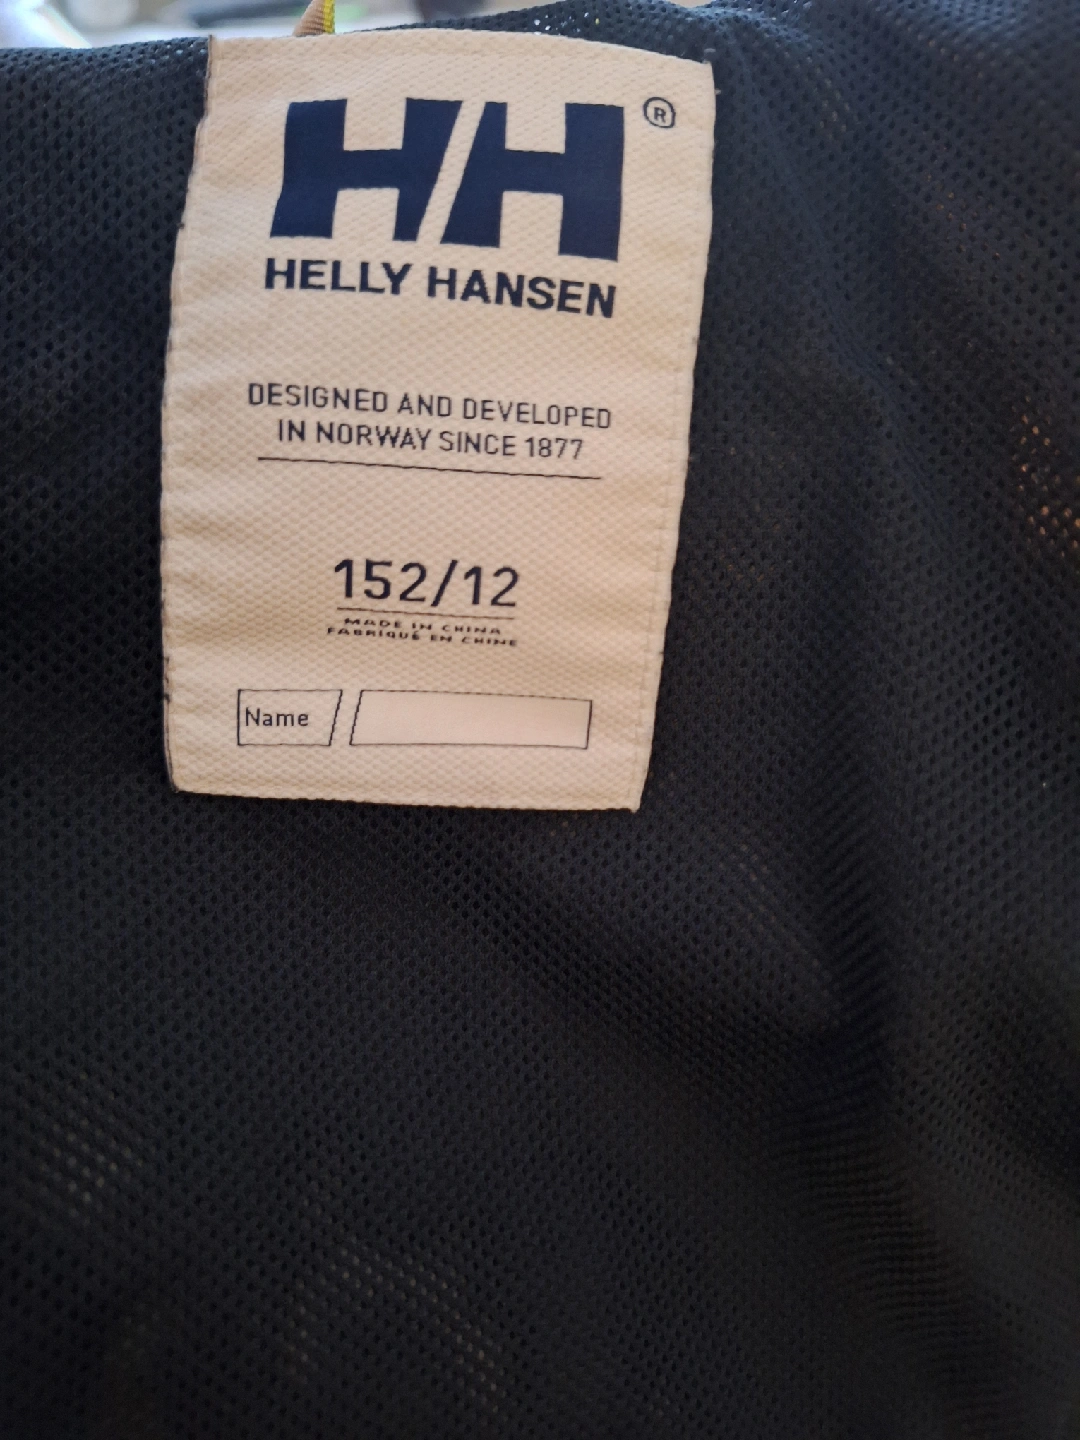 HH ®
HELLY HANSEN
DESIGNED AND DEVELOPED
IN NORWAY SINCE 1877
152/12
MADE IN CHINA
FABRIQUÉ EN CHINE
Name